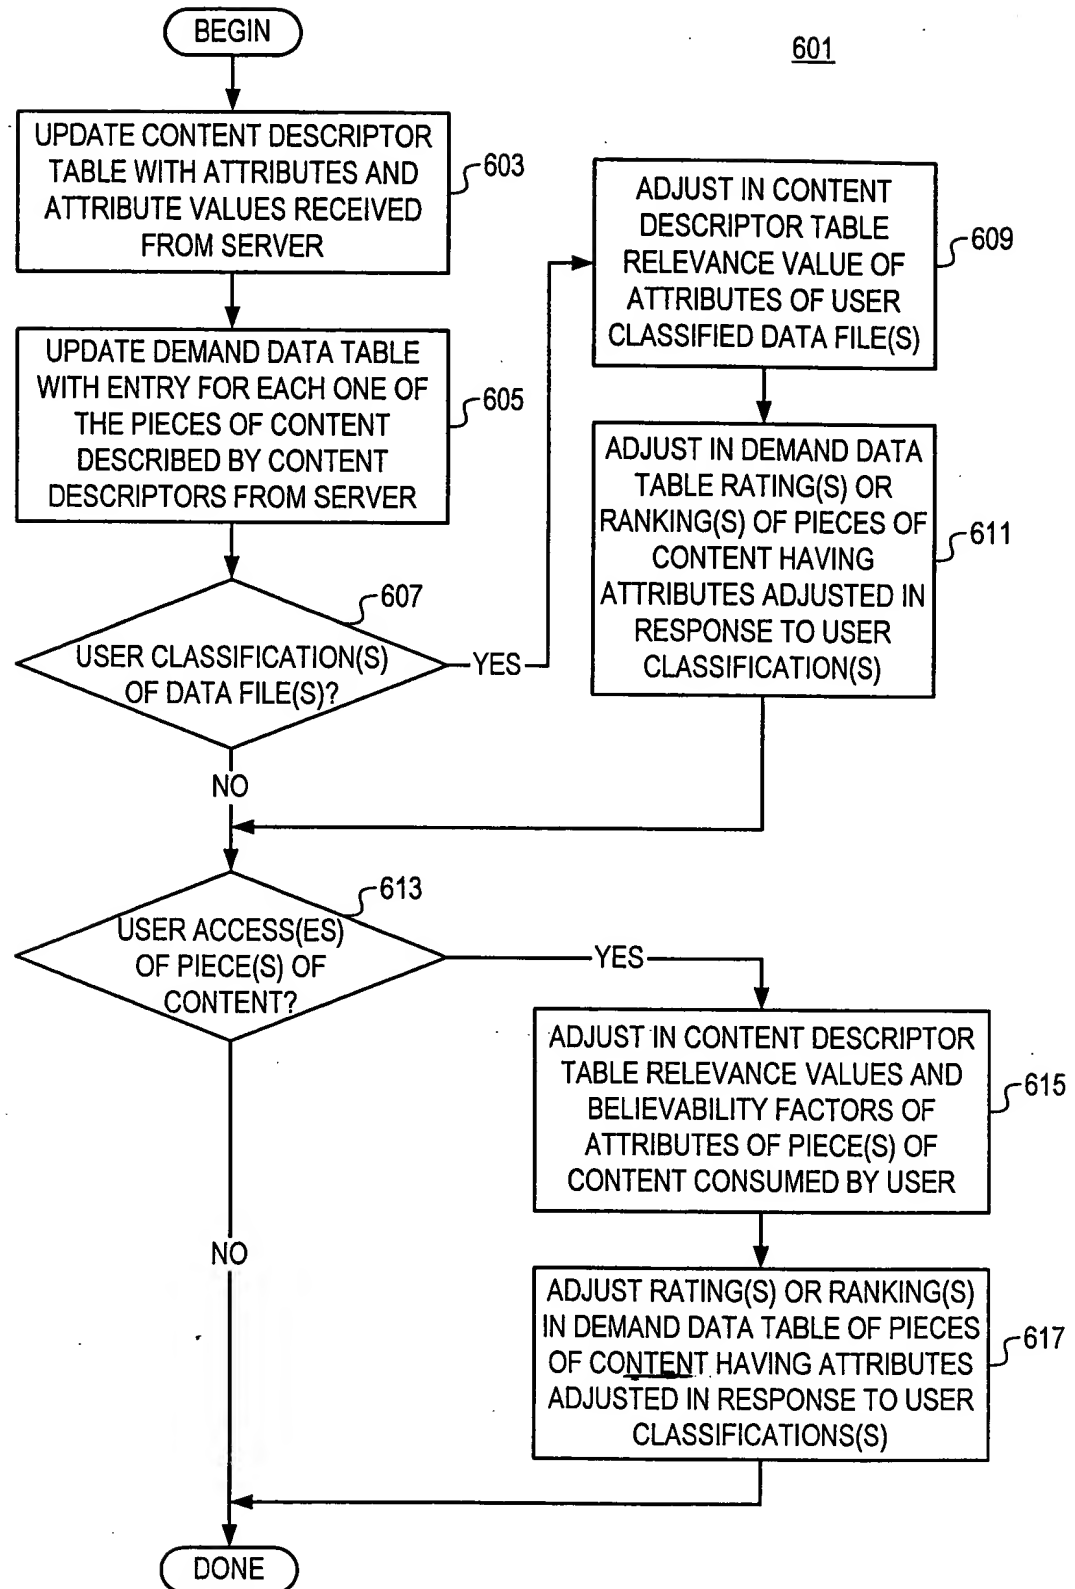 BEGIN
601
UPDATE CONTENT DESCRIPTOR
TABLE WITH ATTRIBUTES AND
ATTRIBUTE VALUES RECEIVED
FROM SERVER
603
UPDATE DEMAND DATA TABLE
WITH ENTRY FOR EACH ONE OF
THE PIECES OF CONTENT
DESCRIBED BY CONTENT
DESCRIPTORS FROM SERVER
605
607
USER CLASSIFICATION(S)
OF DATA FILE(S)?
YES
NO
ADJUST IN CONTENT
DESCRIPTOR TABLE
RELEVANCE VALUE OF
ATTRIBUTES OF USER
CLASSIFIED DATA FILE(S)
609
ADJUST IN DEMAND DATA
TABLE RATING(S) OR
RANKING(S) OF PIECES OF
CONTENT HAVING
ATTRIBUTES ADJUSTED IN
RESPONSE TO USER
CLASSIFICATION(S)
611
613
USER ACCESS(ES)
OF PIECE(S) OF
CONTENT?
YES
NO
ADJUST IN CONTENT DESCRIPTOR
TABLE RELEVANCE VALUES AND
BELIEVABILITY FACTORS OF
ATTRIBUTES OF PIECE(S) OF
CONTENT CONSUMED BY USER
615
ADJUST RATING(S) OR RANKING(S)
IN DEMAND DATA TABLE OF PIECES
OF CONTENT HAVING ATTRIBUTES
ADJUSTED IN RESPONSE TO USER
CLASSIFICATIONS(S)
617
DONE